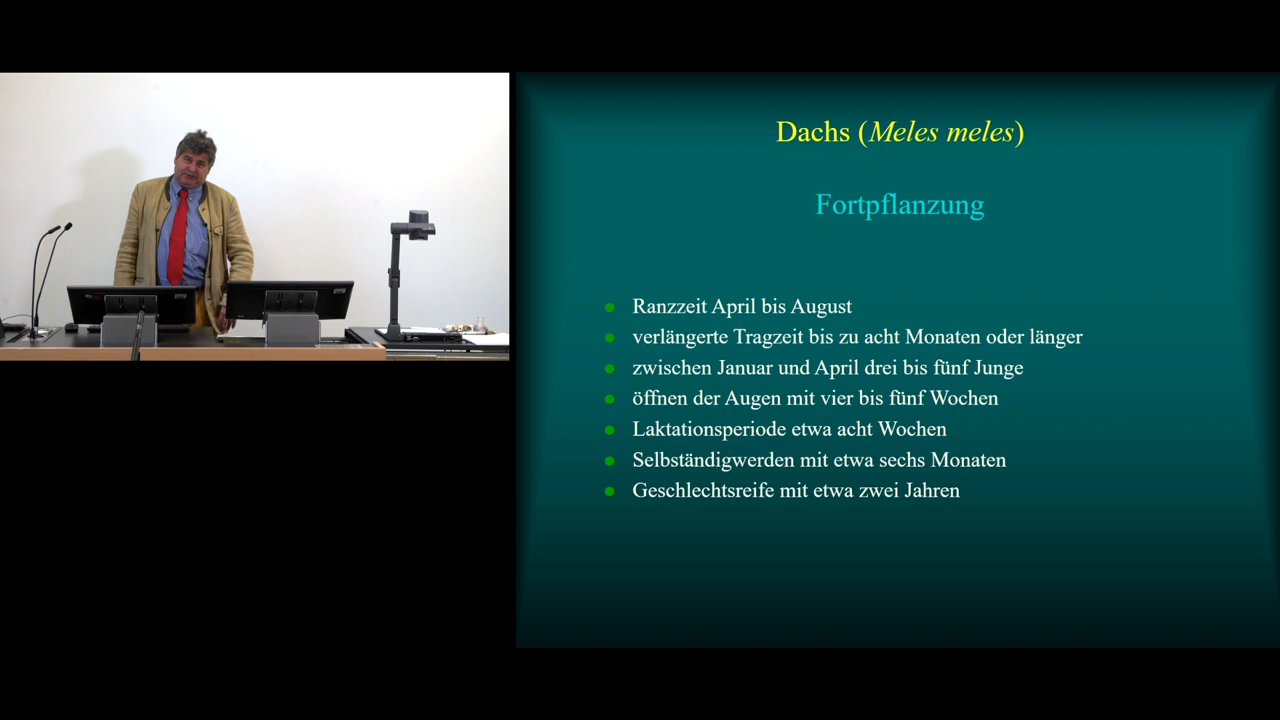 Dachs (Meles meles)
Fortpflanzung
Ranzzeit April bis August
verlängerte Tragzeit bis zu acht Monaten oder länger
zwischen Januar und April drei bis fünf Junge
öffnen der Augen mit vier bis fünf Wochen
Laktationsperiode etwa acht Wochen
Selbständigwerden mit etwa sechs Monaten
Geschlechtsreife mit etwa zwei Jahren